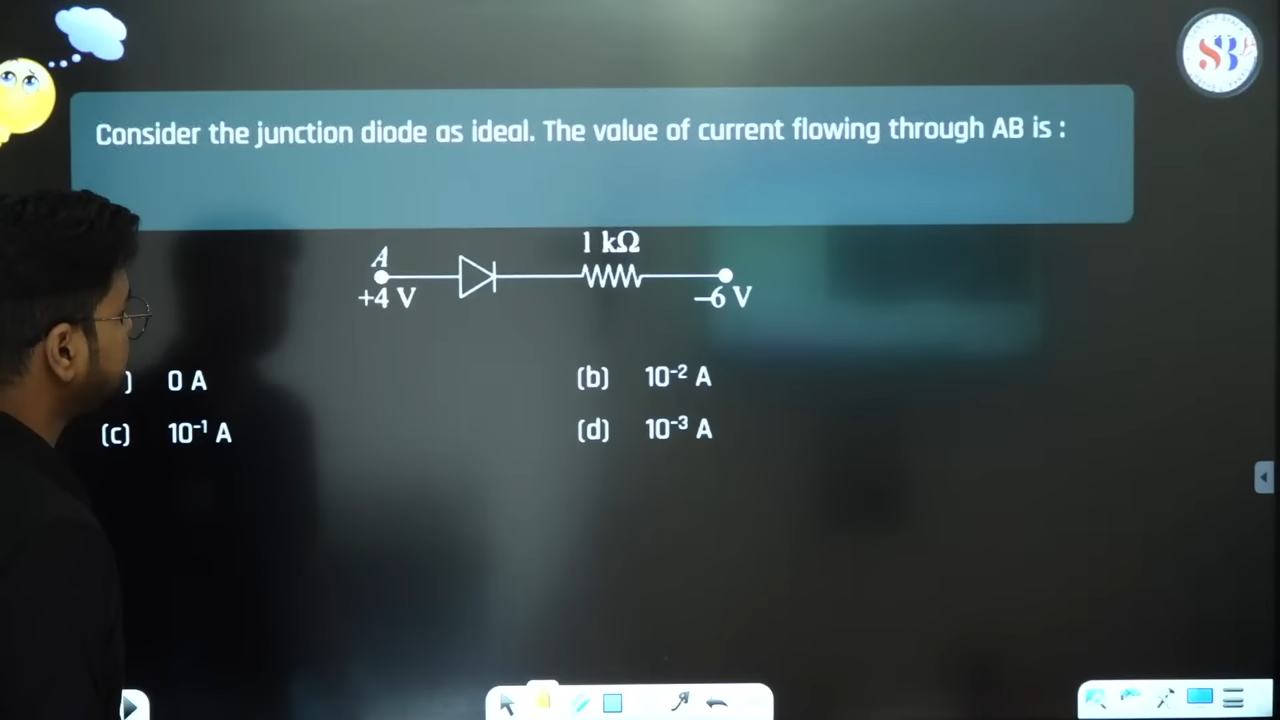 SB
Consider the junction diode as ideal. The value of current flowing through AB is :
1 kΩ
A
+4 V
–6 V
) 0 A
(b) 10⁻² A
(c) 10⁻¹ A
(d) 10⁻³ A